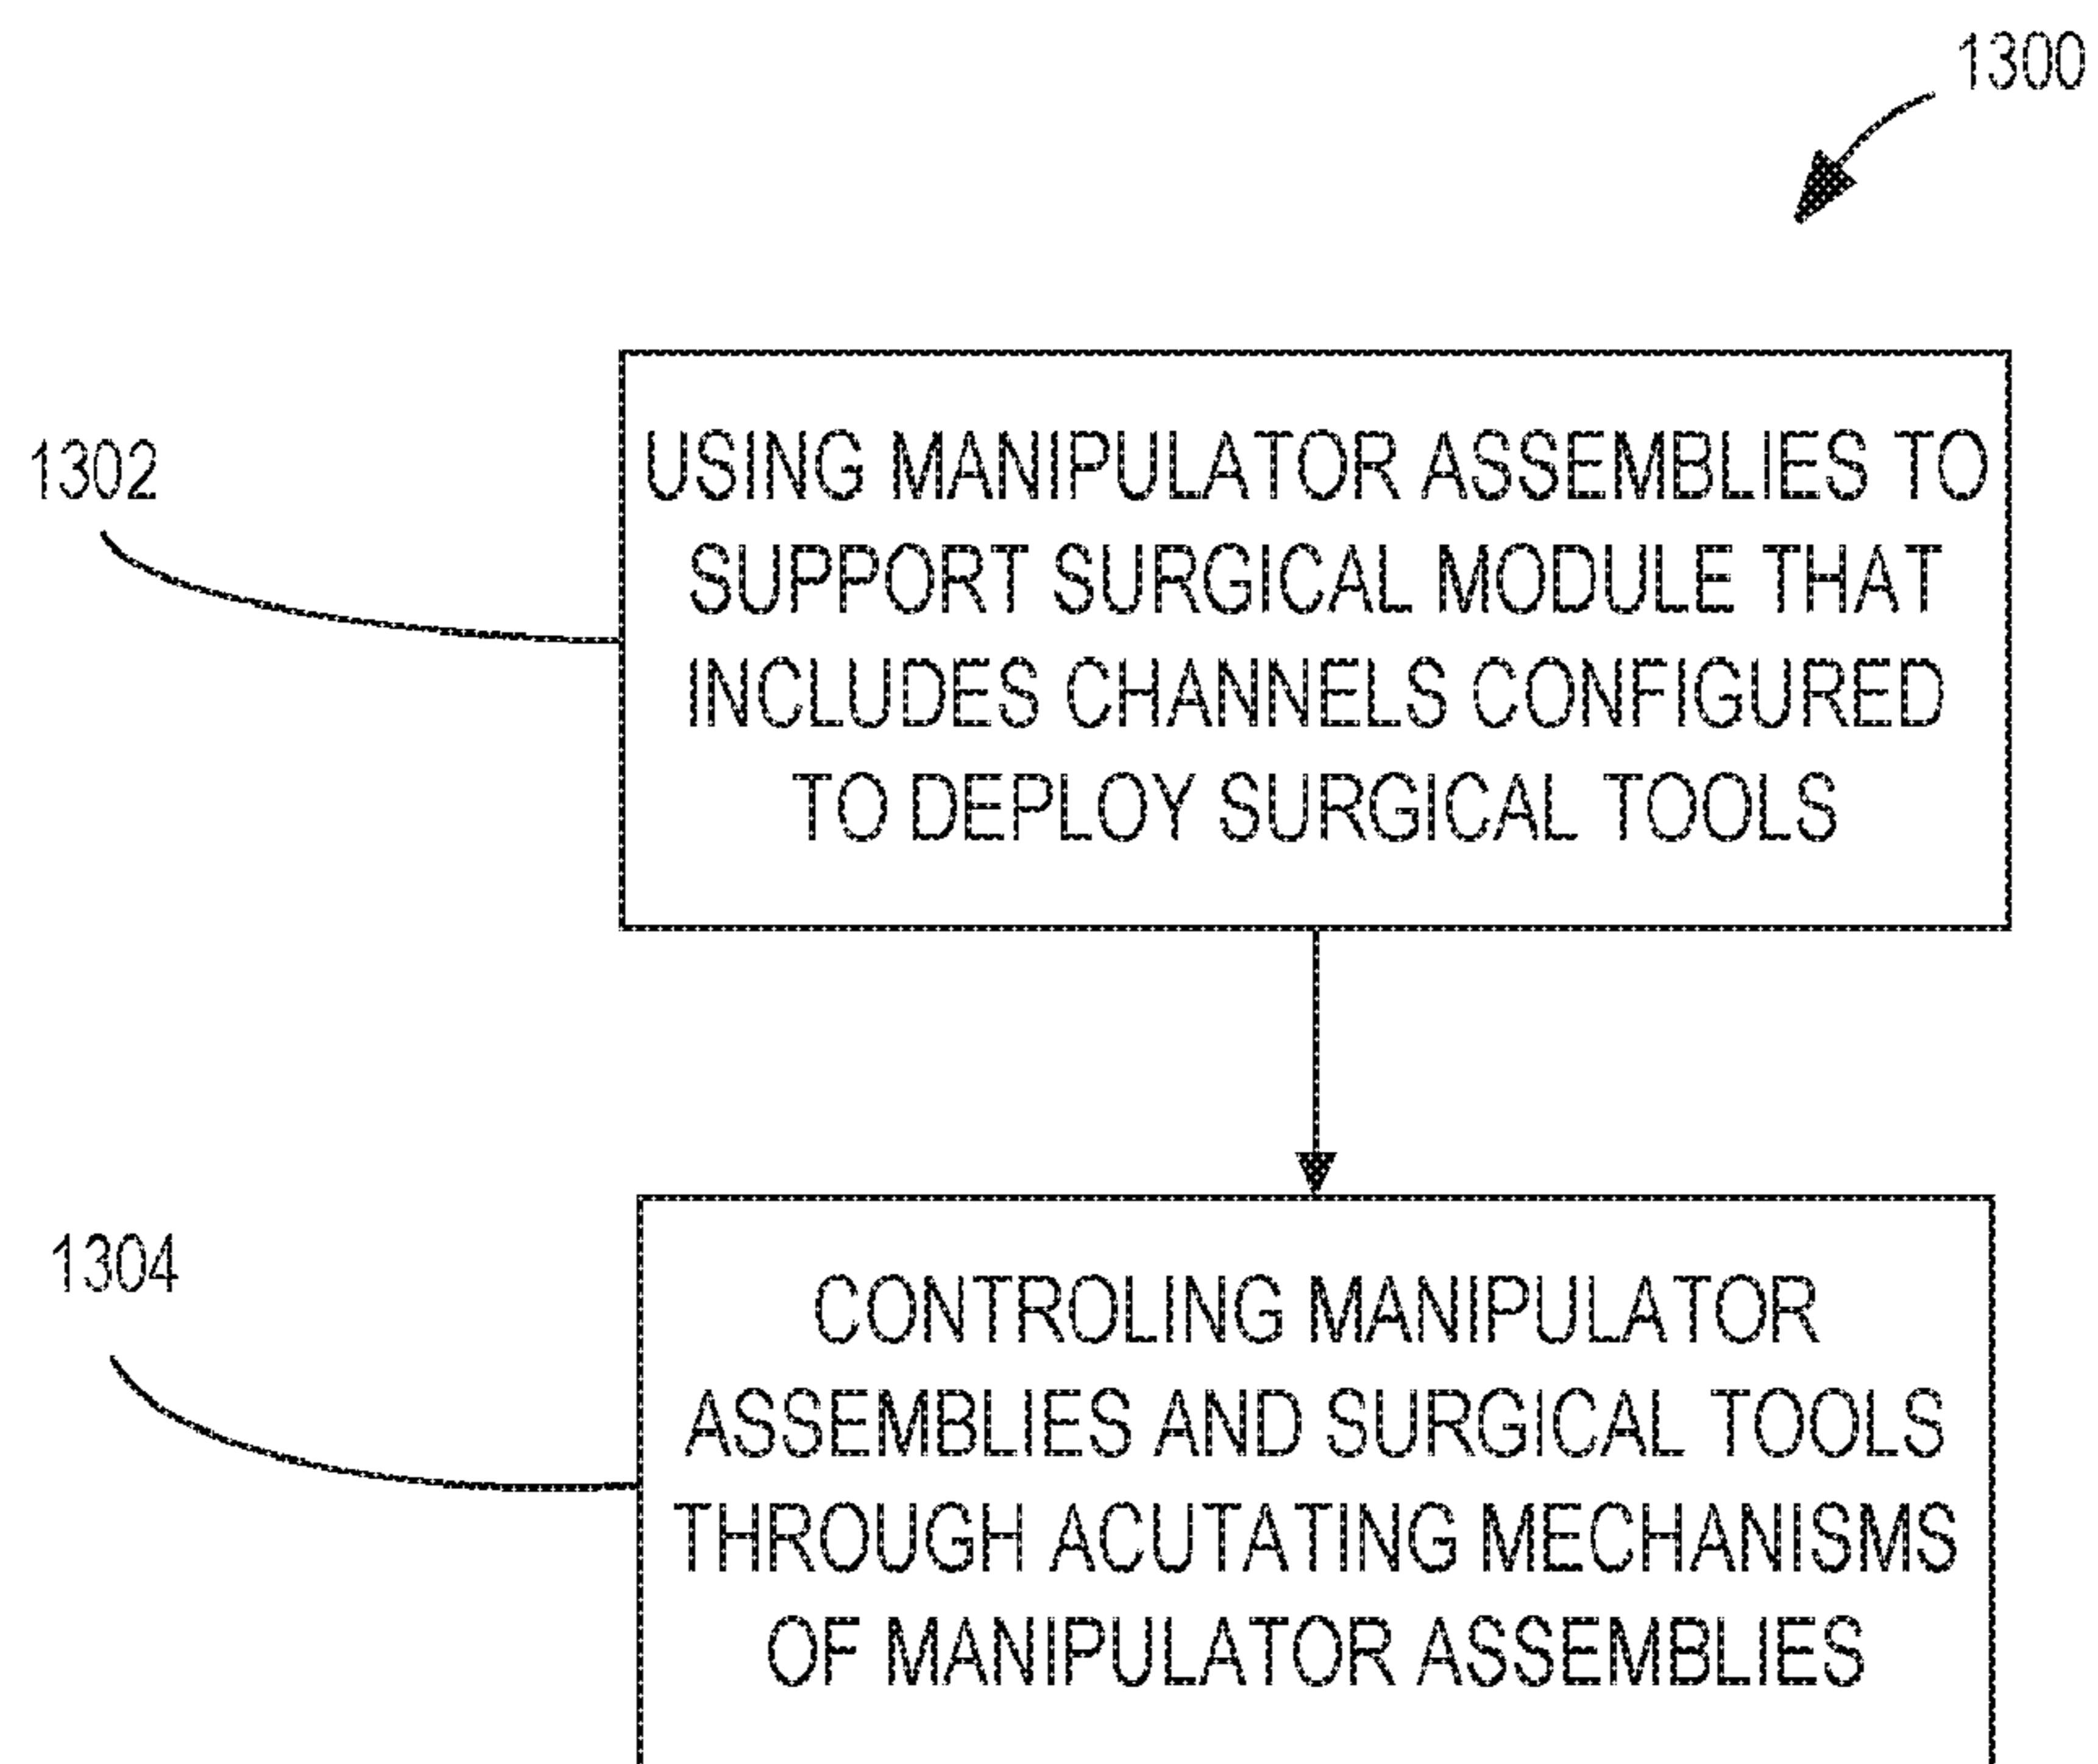 1300
1302
USING MANIPULATOR ASSEMBLIES TO
SUPPORT SURGICAL MODULE THAT
INCLUDES CHANNELS CONFIGURED
TO DEPLOY SURGICAL TOOLS
1304
CONTROLING MANIPULATOR
ASSEMBLIES AND SURGICAL TOOLS
THROUGH ACUTATING MECHANISMS
OF MANIPULATOR ASSEMBLIES